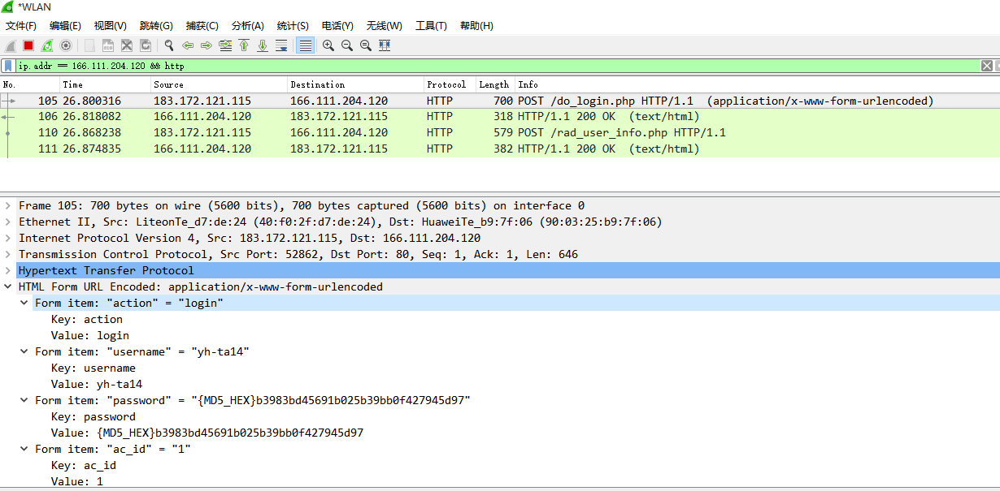 *WLAN
文件(F) 编辑(E) 视图(V) 跳转(G) 捕获(C) 分析(A) 统计(S) 电话(Y) 无线(W) 工具(T) 帮助(H)
ip.addr == 166.111.204.120 && http
No. Time Source Destination Protocol Length Info
105 26.800316 183.172.121.115 166.111.204.120 HTTP 700 POST /do_login.php HTTP/1.1 (application/x-www-form-urlencoded)
106 26.818082 166.111.204.120 183.172.121.115 HTTP 318 HTTP/1.1 200 OK (text/html)
110 26.868238 183.172.121.115 166.111.204.120 HTTP 579 POST /rad_user_info.php HTTP/1.1
111 26.874835 166.111.204.120 183.172.121.115 HTTP 382 HTTP/1.1 200 OK (text/html)
Frame 105: 700 bytes on wire (5600 bits), 700 bytes captured (5600 bits) on interface 0
Ethernet II, Src: LiteonTe_d7:de:24 (40:f0:2f:d7:de:24), Dst: HuaweiTe_b9:7f:06 (90:03:25:b9:7f:06)
Internet Protocol Version 4, Src: 183.172.121.115, Dst: 166.111.204.120
Transmission Control Protocol, Src Port: 52862, Dst Port: 80, Seq: 1, Ack: 1, Len: 646
Hypertext Transfer Protocol
HTML Form URL Encoded: application/x-www-form-urlencoded
Form item: "action" = "login"
Key: action
Value: login
Form item: "username" = "yh-ta14"
Key: username
Value: yh-ta14
Form item: "password" = "{MD5_HEX}b3983bd45691b025b39bb0f427945d97"
Key: password
Value: {MD5_HEX}b3983bd45691b025b39bb0f427945d97
Form item: "ac_id" = "1"
Key: ac_id
Value: 1